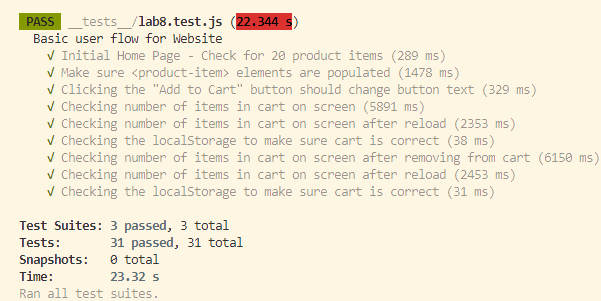 PASS __tests__/lab8.test.js (22.344 s)
Basic user flow for Website
√ Initial Home Page - Check for 20 product items (289 ms)
√ Make sure <product-item> elements are populated (1478 ms)
√ Clicking the "Add to Cart" button should change button text (329 ms)
√ Checking number of items in cart on screen (5891 ms)
√ Checking number of items in cart on screen after reload (2353 ms)
√ Checking the localStorage to make sure cart is correct (38 ms)
√ Checking number of items in cart on screen after removing from cart (6150 ms)
√ Checking number of items in cart on screen after reload (2453 ms)
√ Checking the localStorage to make sure cart is correct (31 ms)
Test Suites: 3 passed, 3 total
Tests: 31 passed, 31 total
Snapshots: 0 total
Time: 23.32 s
Ran all test suites.